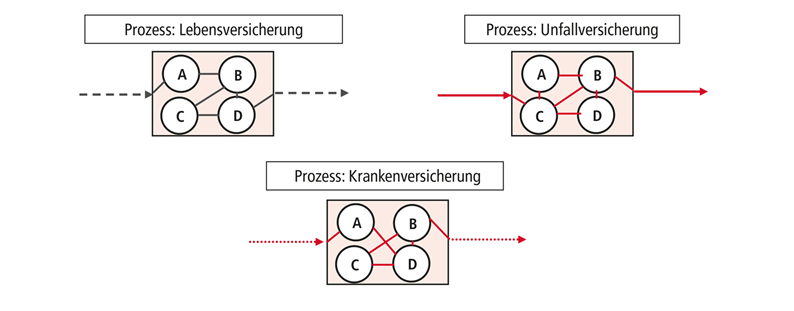 Prozess: Lebensversicherung
A B
C D
Prozess: Unfallversicherung
A B
C D
Prozess: Krankenversicherung
A B
C D